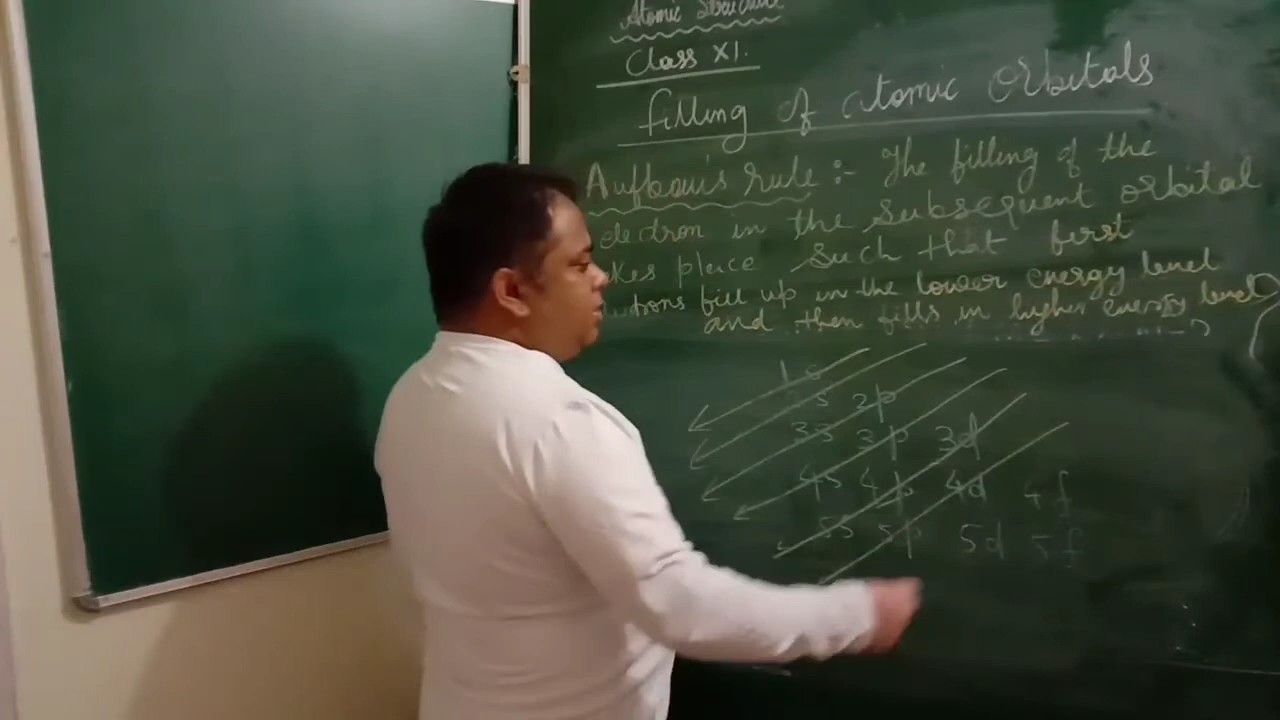 Atomic Structure
Class XI.
filling of atomic orbitals
Aufbau's rule :- The filling of the
electron in the subsequent orbital
takes place such that first
electrons fill up in the lower energy level
and then fills in higher energy level
1s
2s 2p
3s 3p 3d
4s 4p 4d 4f
5s 5p 5d 5f